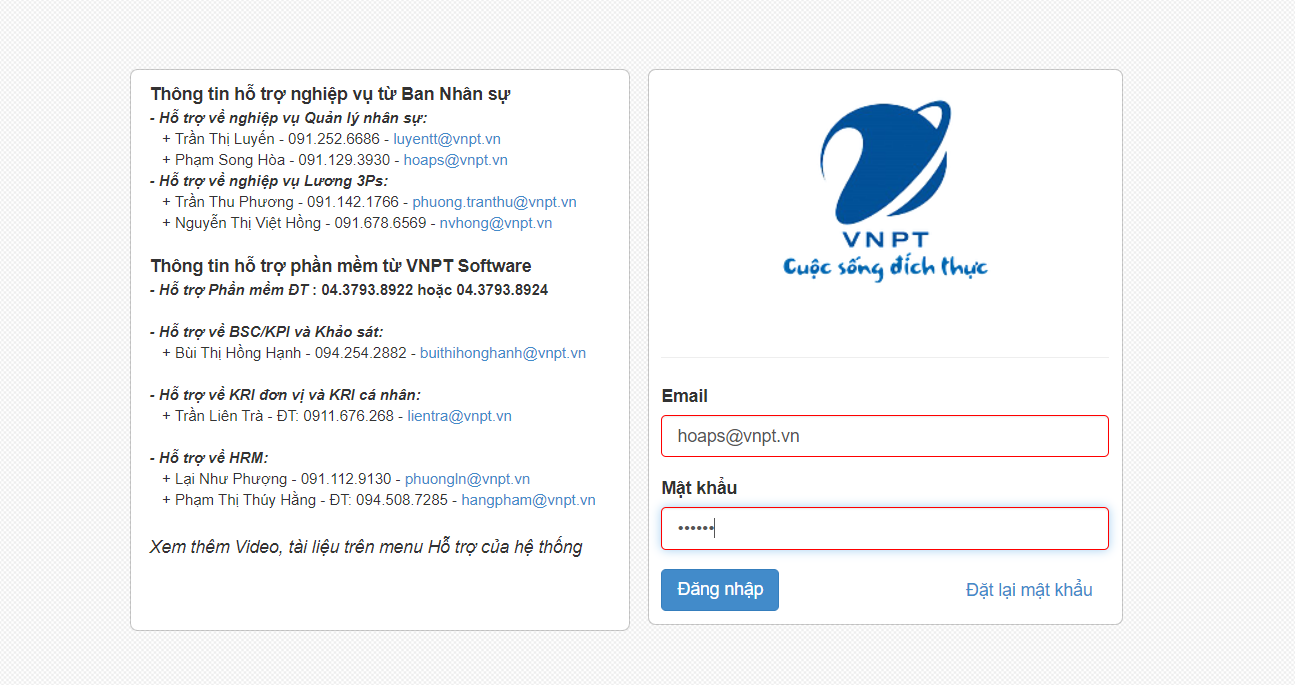 Thông tin hỗ trợ nghiệp vụ từ Ban Nhân sự
- Hỗ trợ về nghiệp vụ Quản lý nhân sự:
+ Trần Thị Luyến - 091.252.6686 - luyentt@vnpt.vn
+ Phạm Song Hòa - 091.129.3930 - hoaps@vnpt.vn
- Hỗ trợ về nghiệp vụ Lương 3Ps:
+ Trần Thu Phương - 091.142.1766 - phuong.tranthu@vnpt.vn
+ Nguyễn Thị Việt Hồng - 091.678.6569 - nvhong@vnpt.vn
Thông tin hỗ trợ phần mềm từ VNPT Software
- Hỗ trợ Phần mềm ĐT : 04.3793.8922 hoặc 04.3793.8924
- Hỗ trợ về BSC/KPI và Khảo sát:
+ Bùi Thị Hồng Hạnh - 094.254.2882 - buithihonghanh@vnpt.vn
- Hỗ trợ về KRI đơn vị và KRI cá nhân:
+ Trần Liên Trà - ĐT: 0911.676.268 - lientra@vnpt.vn
- Hỗ trợ về HRM:
+ Lại Như Phượng - 091.112.9130 - phuongln@vnpt.vn
+ Phạm Thị Thúy Hằng - ĐT: 094.508.7285 - hangpham@vnpt.vn
Xem thêm Video, tài liệu trên menu Hỗ trợ của hệ thống
VNPT
Cuộc sống đích thực
Email
hoaps@vnpt.vn
Mật khẩu
••••••
Đăng nhập
Đặt lại mật khẩu